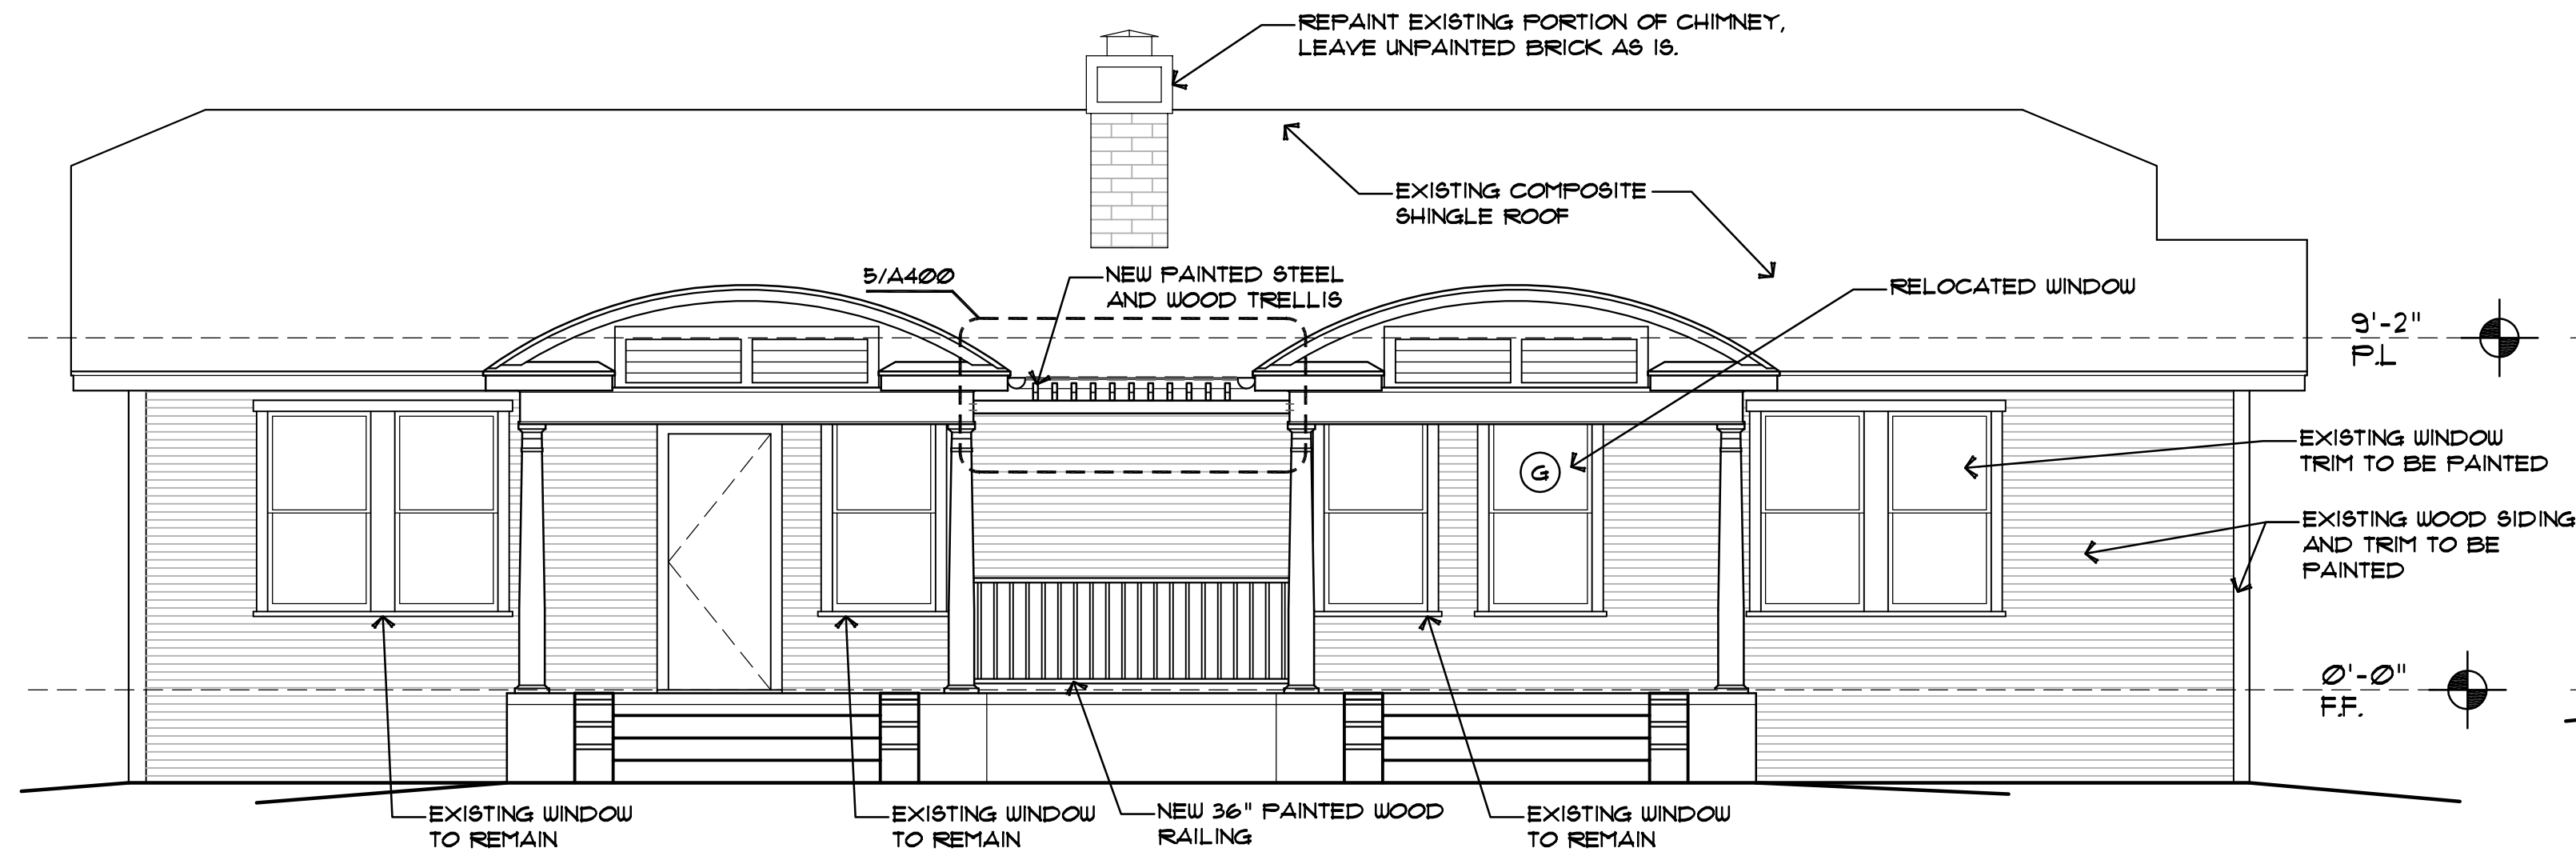 REPAINT EXISTING PORTION OF CHIMNEY,
LEAVE UNPAINTED BRICK AS IS.
EXISTING COMPOSITE
SHINGLE ROOF
5/A400
NEW PAINTED STEEL
AND WOOD TRELLIS
RELOCATED WINDOW
9'-2"
P.L
G
EXISTING WINDOW
TRIM TO BE PAINTED
EXISTING WOOD SIDING
AND TRIM TO BE
PAINTED
0'-0"
F.F.
EXISTING WINDOW
TO REMAIN
EXISTING WINDOW
TO REMAIN
NEW 36" PAINTED WOOD
RAILING
EXISTING WINDOW
TO REMAIN